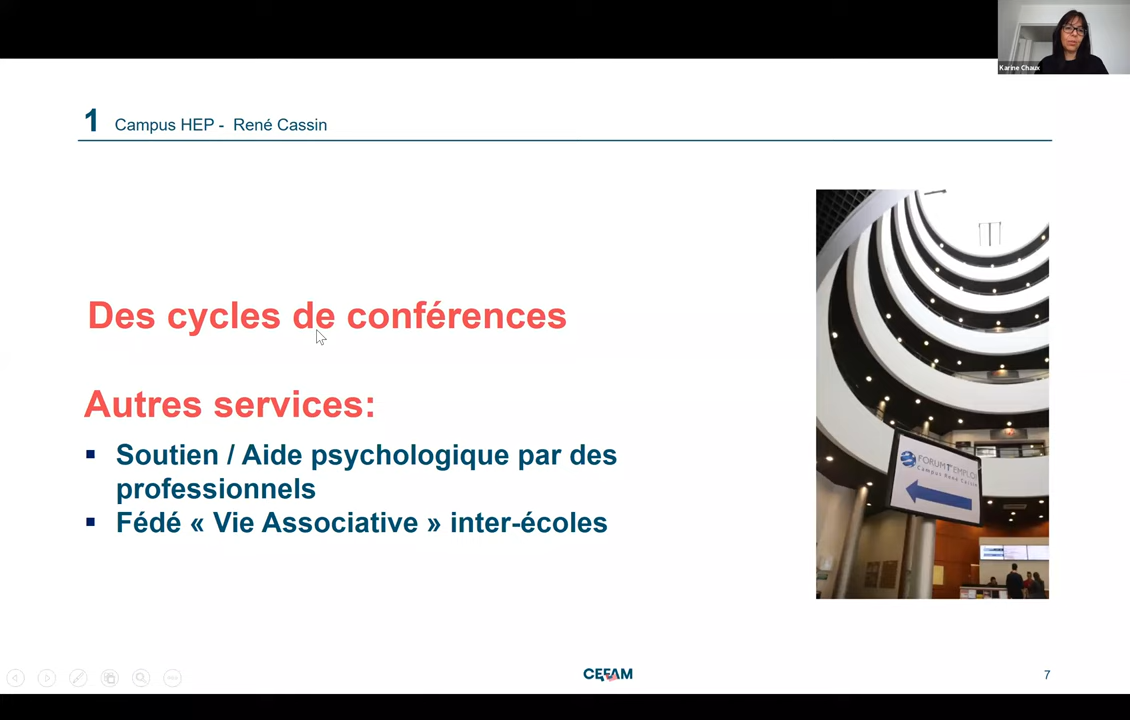 Karine Chaux
1 Campus HEP - René Cassin
Des cycles de conférences
Autres services:
▪ Soutien / Aide psychologique par des
professionnels
▪ Fédé « Vie Associative » inter-écoles
FORUM EMPLOI
Campus René Cassin
CEFAM
7